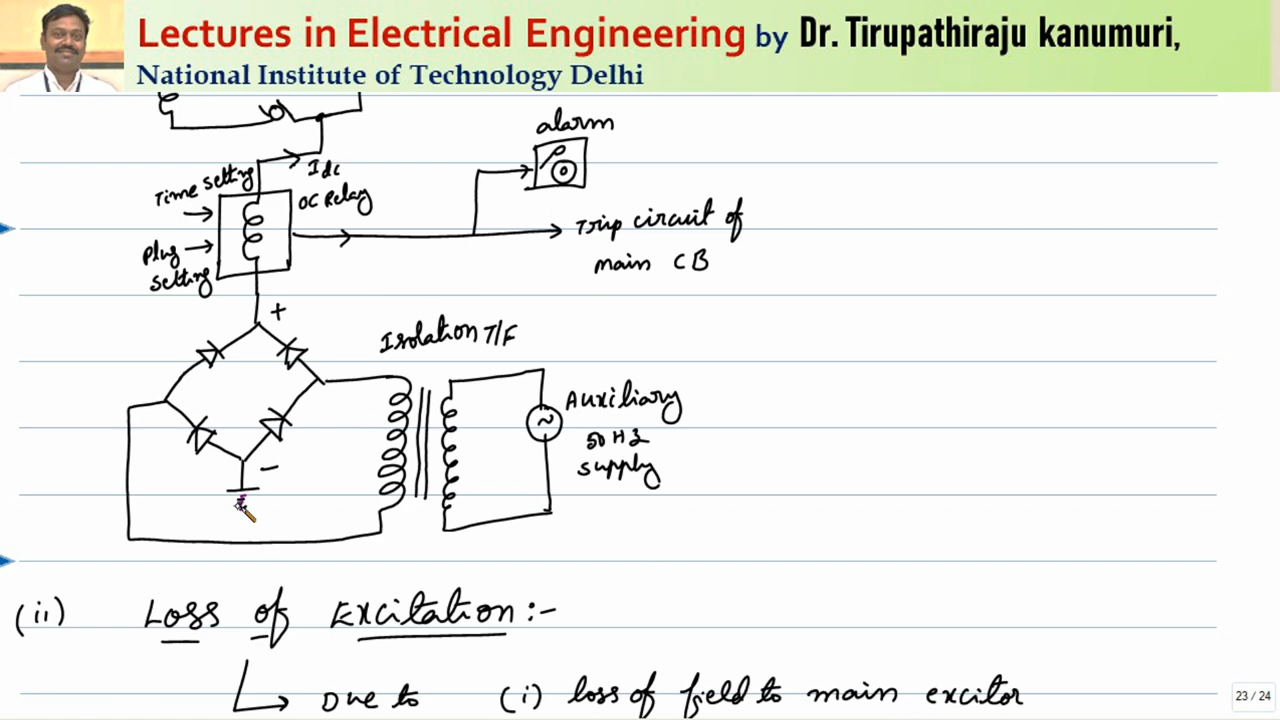 Lectures in Electrical Engineering by Dr. Tirupathiraju kanumuri,
National Institute of Technology Delhi
alarm
Time setting
Idc
OC Relay
Plug
setting
Trip circuit of
main CB
+
Isolation T/F
Auxiliary
50 Hz
supply
~
−
(ii) Loss of Excitation :-
Due to (i) loss of field to main excitor
23 / 24